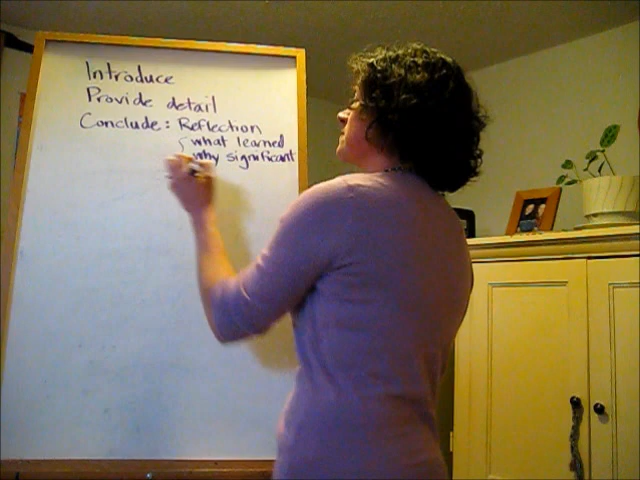 Introduce
Provide detail
Conclude: Reflection
what learned
why significant